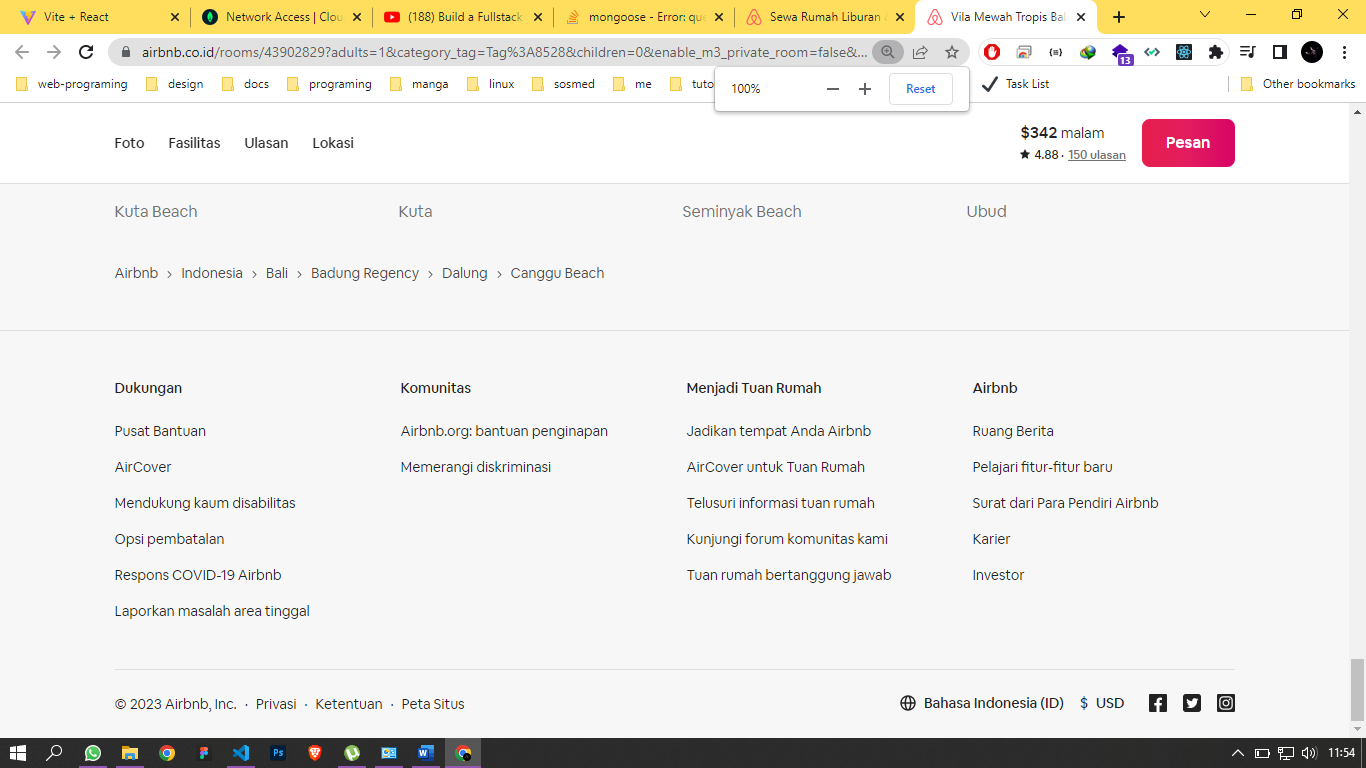 Vite + React
Network Access | Clou
(188) Build a Fullstack
mongoose - Error: que
Sewa Rumah Liburan
Vila Mewah Tropis Bal
airbnb.co.id/rooms/43902829?adults=1&category_tag=Tag%3A8528&children=0&enable_m3_private_room=false&...
13
web-programing
design
docs
programing
manga
linux
sosmed
me
tuto
Task List
Other bookmarks
100%
Reset
Foto Fasilitas Ulasan Lokasi
$342 malam
4.88 · 150 ulasan
Pesan
Kuta Beach
Kuta
Seminyak Beach
Ubud
Airbnb > Indonesia > Bali > Badung Regency > Dalung > Canggu Beach
Dukungan
Pusat Bantuan
AirCover
Mendukung kaum disabilitas
Opsi pembatalan
Respons COVID-19 Airbnb
Laporkan masalah area tinggal
Komunitas
Airbnb.org: bantuan penginapan
Memerangi diskriminasi
Menjadi Tuan Rumah
Jadikan tempat Anda Airbnb
AirCover untuk Tuan Rumah
Telusuri informasi tuan rumah
Kunjungi forum komunitas kami
Tuan rumah bertanggung jawab
Airbnb
Ruang Berita
Pelajari fitur-fitur baru
Surat dari Para Pendiri Airbnb
Karier
Investor
© 2023 Airbnb, Inc. · Privasi · Ketentuan · Peta Situs
Bahasa Indonesia (ID) $ USD
11:54